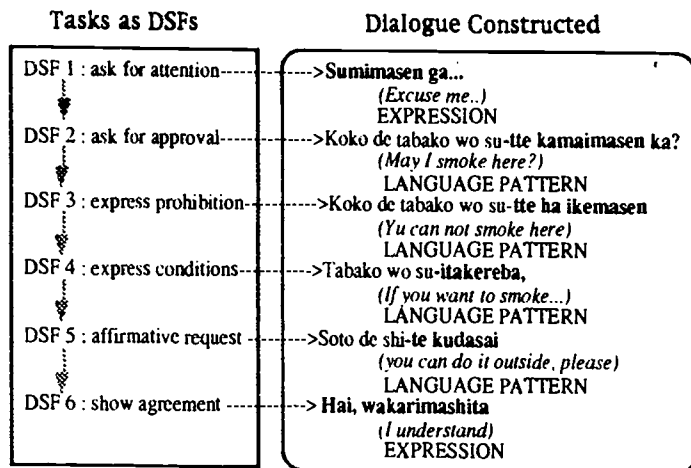 Tasks as DSFs
Dialogue Constructed
DSF 1 : ask for attention --------->Sumimasen ga...
(Excuse me..)
EXPRESSION
DSF 2 : ask for approval --------->Koko de tabako wo su-tte kamaimasen ka?
(May I smoke here?)
LANGUAGE PATTERN
DSF 3 : express prohibition -------->Koko de tabako wo su-tte ha ikemasen
(Yu can not smoke here)
LANGUAGE PATTERN
DSF 4 : express conditions-------->Tabako wo su-itakereba,
(If you want to smoke...)
LANGUAGE PATTERN
DSF 5 : affirmative request -------->Soto de shi-te kudasai
(you can do it outside, please)
LANGUAGE PATTERN
DSF 6 : show agreement ---------> Hai, wakarimashita
(I understand)
EXPRESSION